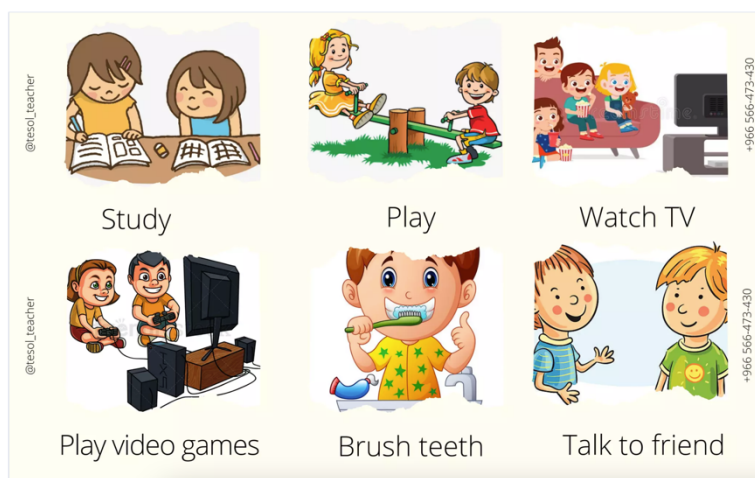 @tesol_teacher
+966 566-473-430
Study
Play
Watch TV
@tesol_teacher
+966 566-473-430
Play video games
Brush teeth
Talk to friend